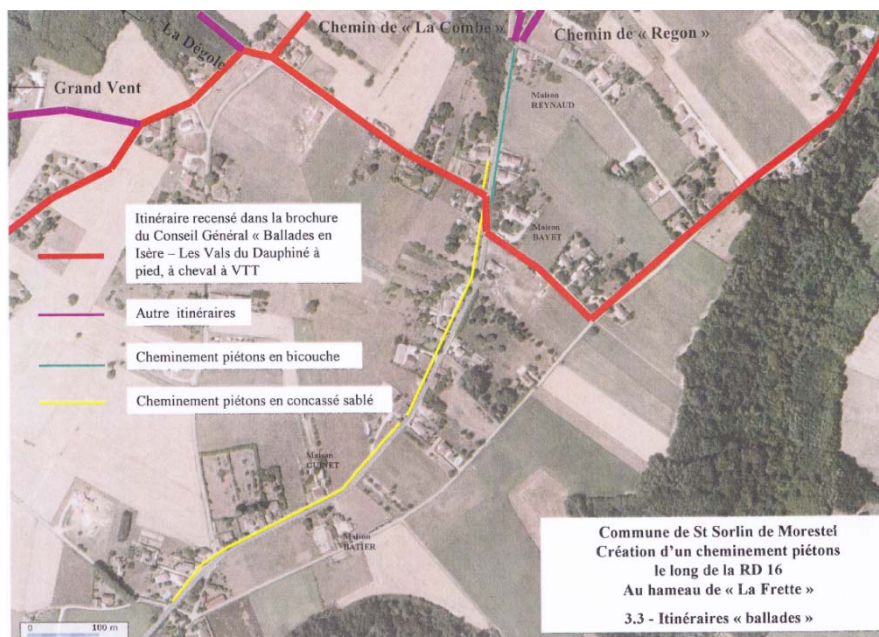 La Dégole
Chemin de « La Combe »
Chemin de « Regon »
Grand Vent
Maison
REYNAUD
Itinéraire recensé dans la brochure
du Conseil Général « Ballades en
Isère – Les Vals du Dauphiné à
pied, à cheval à VTT
Maison
BAYET
Autre itinéraires
Cheminement piétons en bicouche
Cheminement piétons en concassé sablé
Maison
GUINET
Maison
BATIER
Commune de St Sorlin de Morestel
Création d'un cheminement piétons
le long de la RD 16
Au hameau de « La Frette »
3.3 - Itinéraires « ballades »
0 100 m